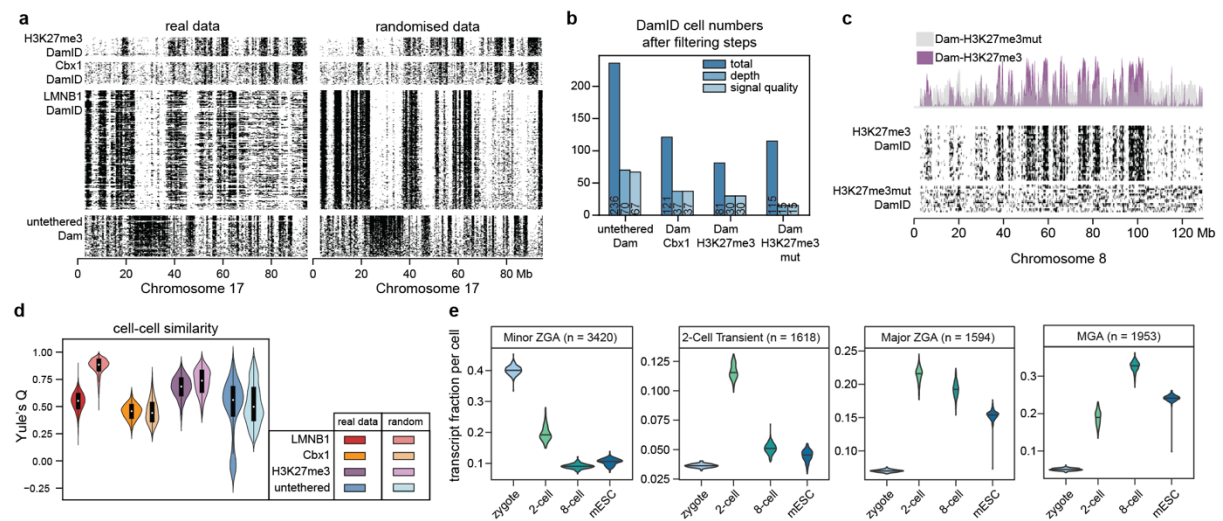 a
real data
randomised data
H3K27me3
DamID
Cbx1
DamID
LMNB1
DamID
untethered
Dam
0 20 40 60 80
Chromosome 17
0 20 40 60 80 Mb
Chromosome 17
b
DamID cell numbers
after filtering steps
total
depth
signal quality
200
150
100
50
0
236 70 67
121 37 37
81 30 30
115 15 15
untethered
Dam
Dam
Cbx1
Dam
H3K27me3
Dam
H3K27me3
mut
c
Dam-H3K27me3mut
Dam-H3K27me3
H3K27me3
DamID
H3K27me3mut
DamID
0 20 40 60 80 100 120 Mb
Chromosome 8
d
cell-cell similarity
Yule's Q
1.00
0.75
0.50
0.25
0.00
−0.25
real data random
LMNB1
Cbx1
H3K27me3
untethered
e
transcript fraction per cell
Minor ZGA (n = 3420)
0.4
0.3
0.2
0.1
zygote 2-cell 8-cell mESC
2-Cell Transient (n = 1618)
0.125
0.100
0.075
0.050
0.025
zygote 2-cell 8-cell mESC
Major ZGA (n = 1594)
0.25
0.20
0.15
0.10
zygote 2-cell 8-cell mESC
MGA (n = 1953)
0.3
0.2
0.1
zygote 2-cell 8-cell mESC